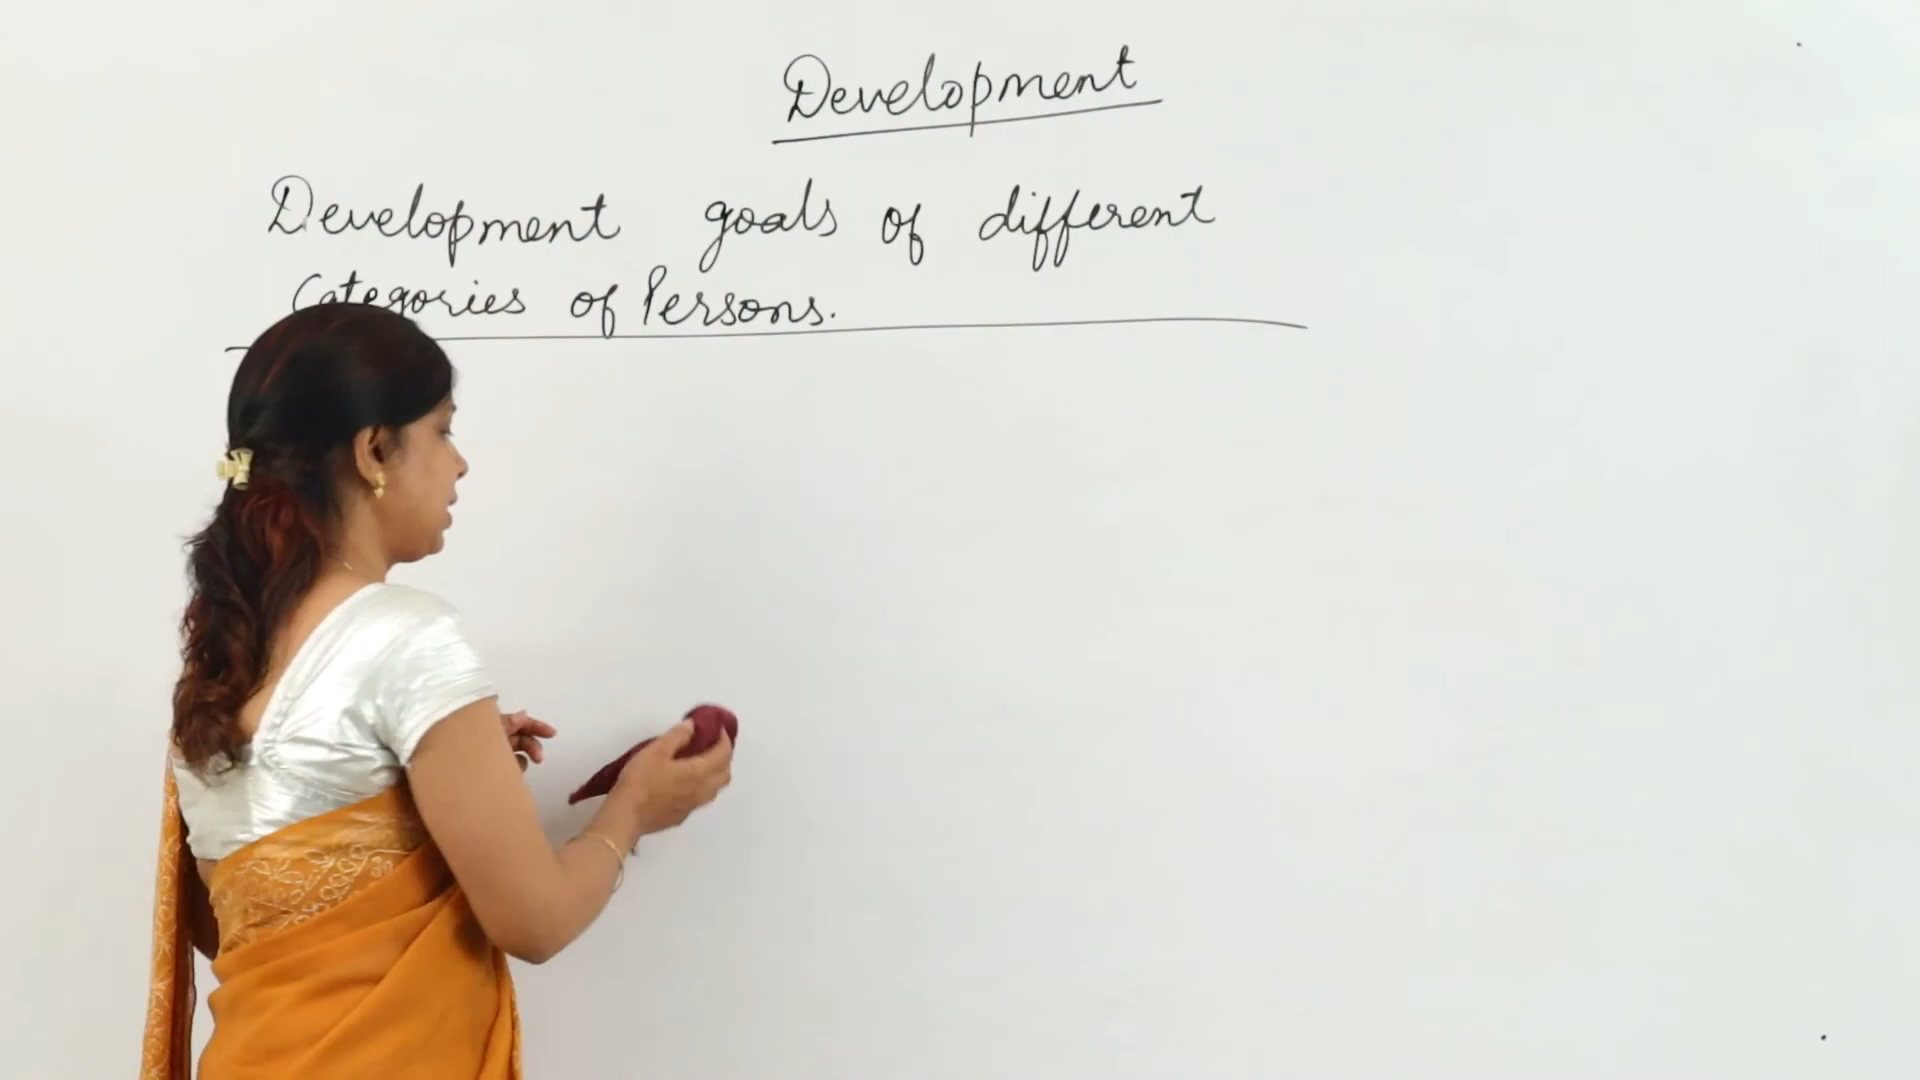 Development
Development goals of different
Categories of Persons.